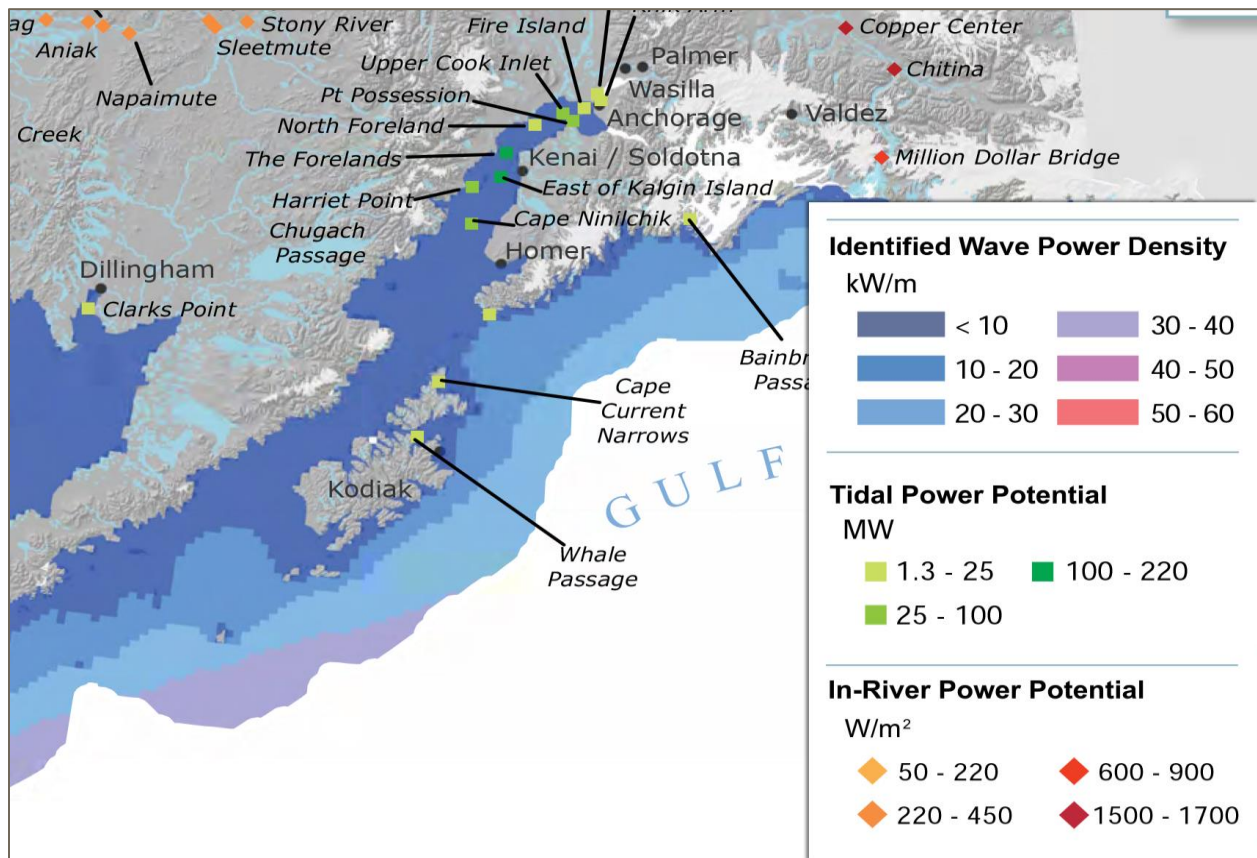 ag
Stony River
Fire Island
Copper Center
Aniak
Sleetmute
Upper Cook Inlet
Palmer
Chitina
Napaimute
Pt Possession
Wasilla
North Foreland
Anchorage
Valdez
Creek
The Forelands
Kenai / Soldotna
Million Dollar Bridge
Harriet Point
East of Kalgin Island
Chugach
Passage
Cape Ninilchik
Homer
Dillingham
Clarks Point
Bainbr
Passa
Cape
Current
Narrows
GULF
Kodiak
Whale
Passage
Identified Wave Power Density
kW/m
< 10
30 - 40
10 - 20
40 - 50
20 - 30
50 - 60
Tidal Power Potential
MW
1.3 - 25
100 - 220
25 - 100
In-River Power Potential
W/m²
50 - 220
600 - 900
220 - 450
1500 - 1700